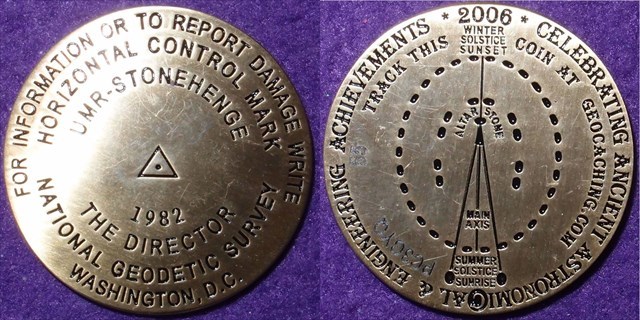 FOR INFORMATION OR TO REPORT DAMAGE WRITE
HORIZONTAL CONTROL MARK
UMR-STONEHENGE
1982
THE DIRECTOR
NATIONAL GEODETIC SURVEY
WASHINGTON, D.C.
* 2006 *
CELEBRATING ANCIENT ASTRONOMICAL & ENGINEERING ACHIEVEMENTS
TRACK THIS COIN AT GEOCACHING.COM
WINTER
SOLSTICE
SUNSET
ALTAR STONE
MAIN
AXIS
SUMMER
SOLSTICE
SUNRISE